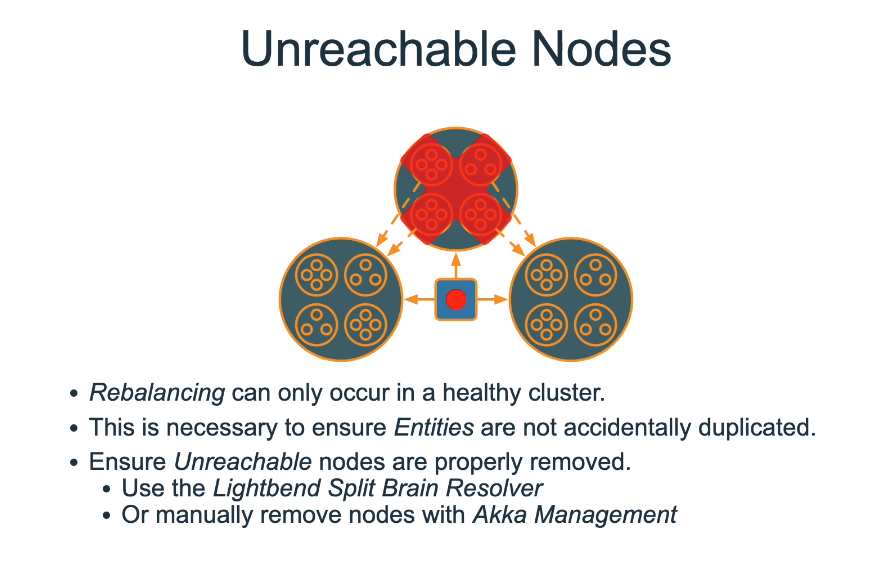 Unreachable Nodes
• Rebalancing can only occur in a healthy cluster.
• This is necessary to ensure Entities are not accidentally duplicated.
• Ensure Unreachable nodes are properly removed.
• Use the Lightbend Split Brain Resolver
• Or manually remove nodes with Akka Management